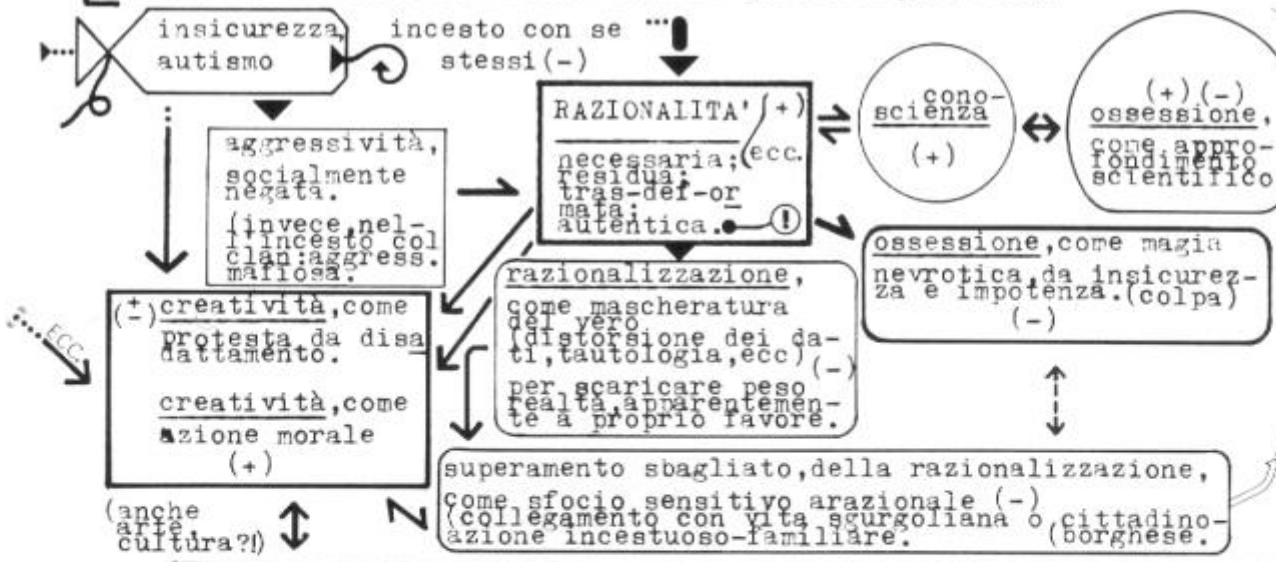 insicurezza,
autismo
incesto con se
stessi(-)
aggressività,
socialmente
negata.
(invece,nel-
l'incesto col
clan:aggress.
mafiosa.
RAZIONALITA' (+)
necessaria; (ecc.
residua;
tras-def-or
mata;
autentica. !
cono-
scienza
(+)
(+)(-)
ossessione,
come appro-
fondimento
scientifico
ossessione,come magia
nevrotica,da insicurez-
za e impotenza.(colpa)
(-)
razionalizzazione,
come mascheratura
del vero
(distorsione dei da-
ti,tautologia,ecc)(-)
per scaricare peso
realtà,apparentemen-
te a proprio favore.
ECC.
(±)creatività,come
protesta da disa
dattamento.
creatività,come
azione morale
(+)
(anche
arte,
cultura?!)
superamento sbagliato,della razionalizzazione,
come sfocio sensitivo arazionale (-)
(collegamento con vita sgurgoliana o cittadino-
azione incestuoso-familiare. (borghese.